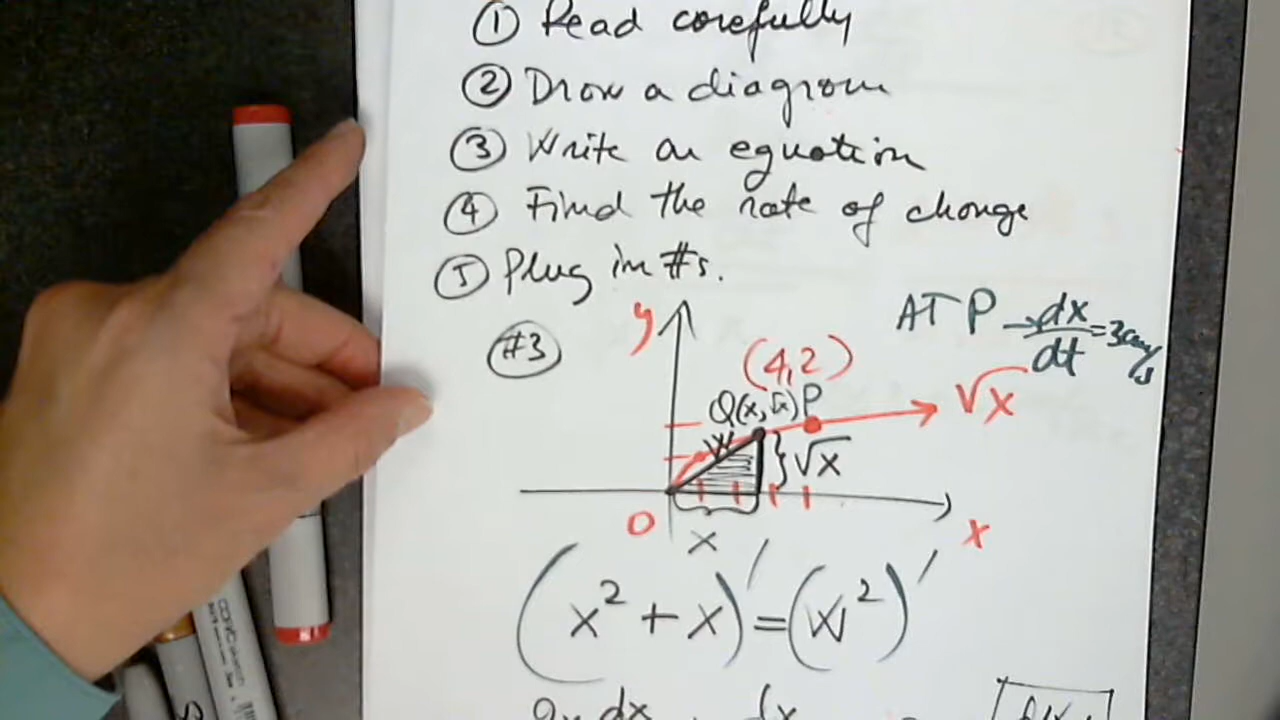 ① Read carefully
② Draw a diagram
③ Write an equation
④ Find the rate of change
⑤ Plug in #s.
#3
y
AT P → dx/dt = 3cm/s
(4,2)
Q(x,√x) P
√x
W
}√x
O
x
x
(x² + x)' = (W²)'
dx